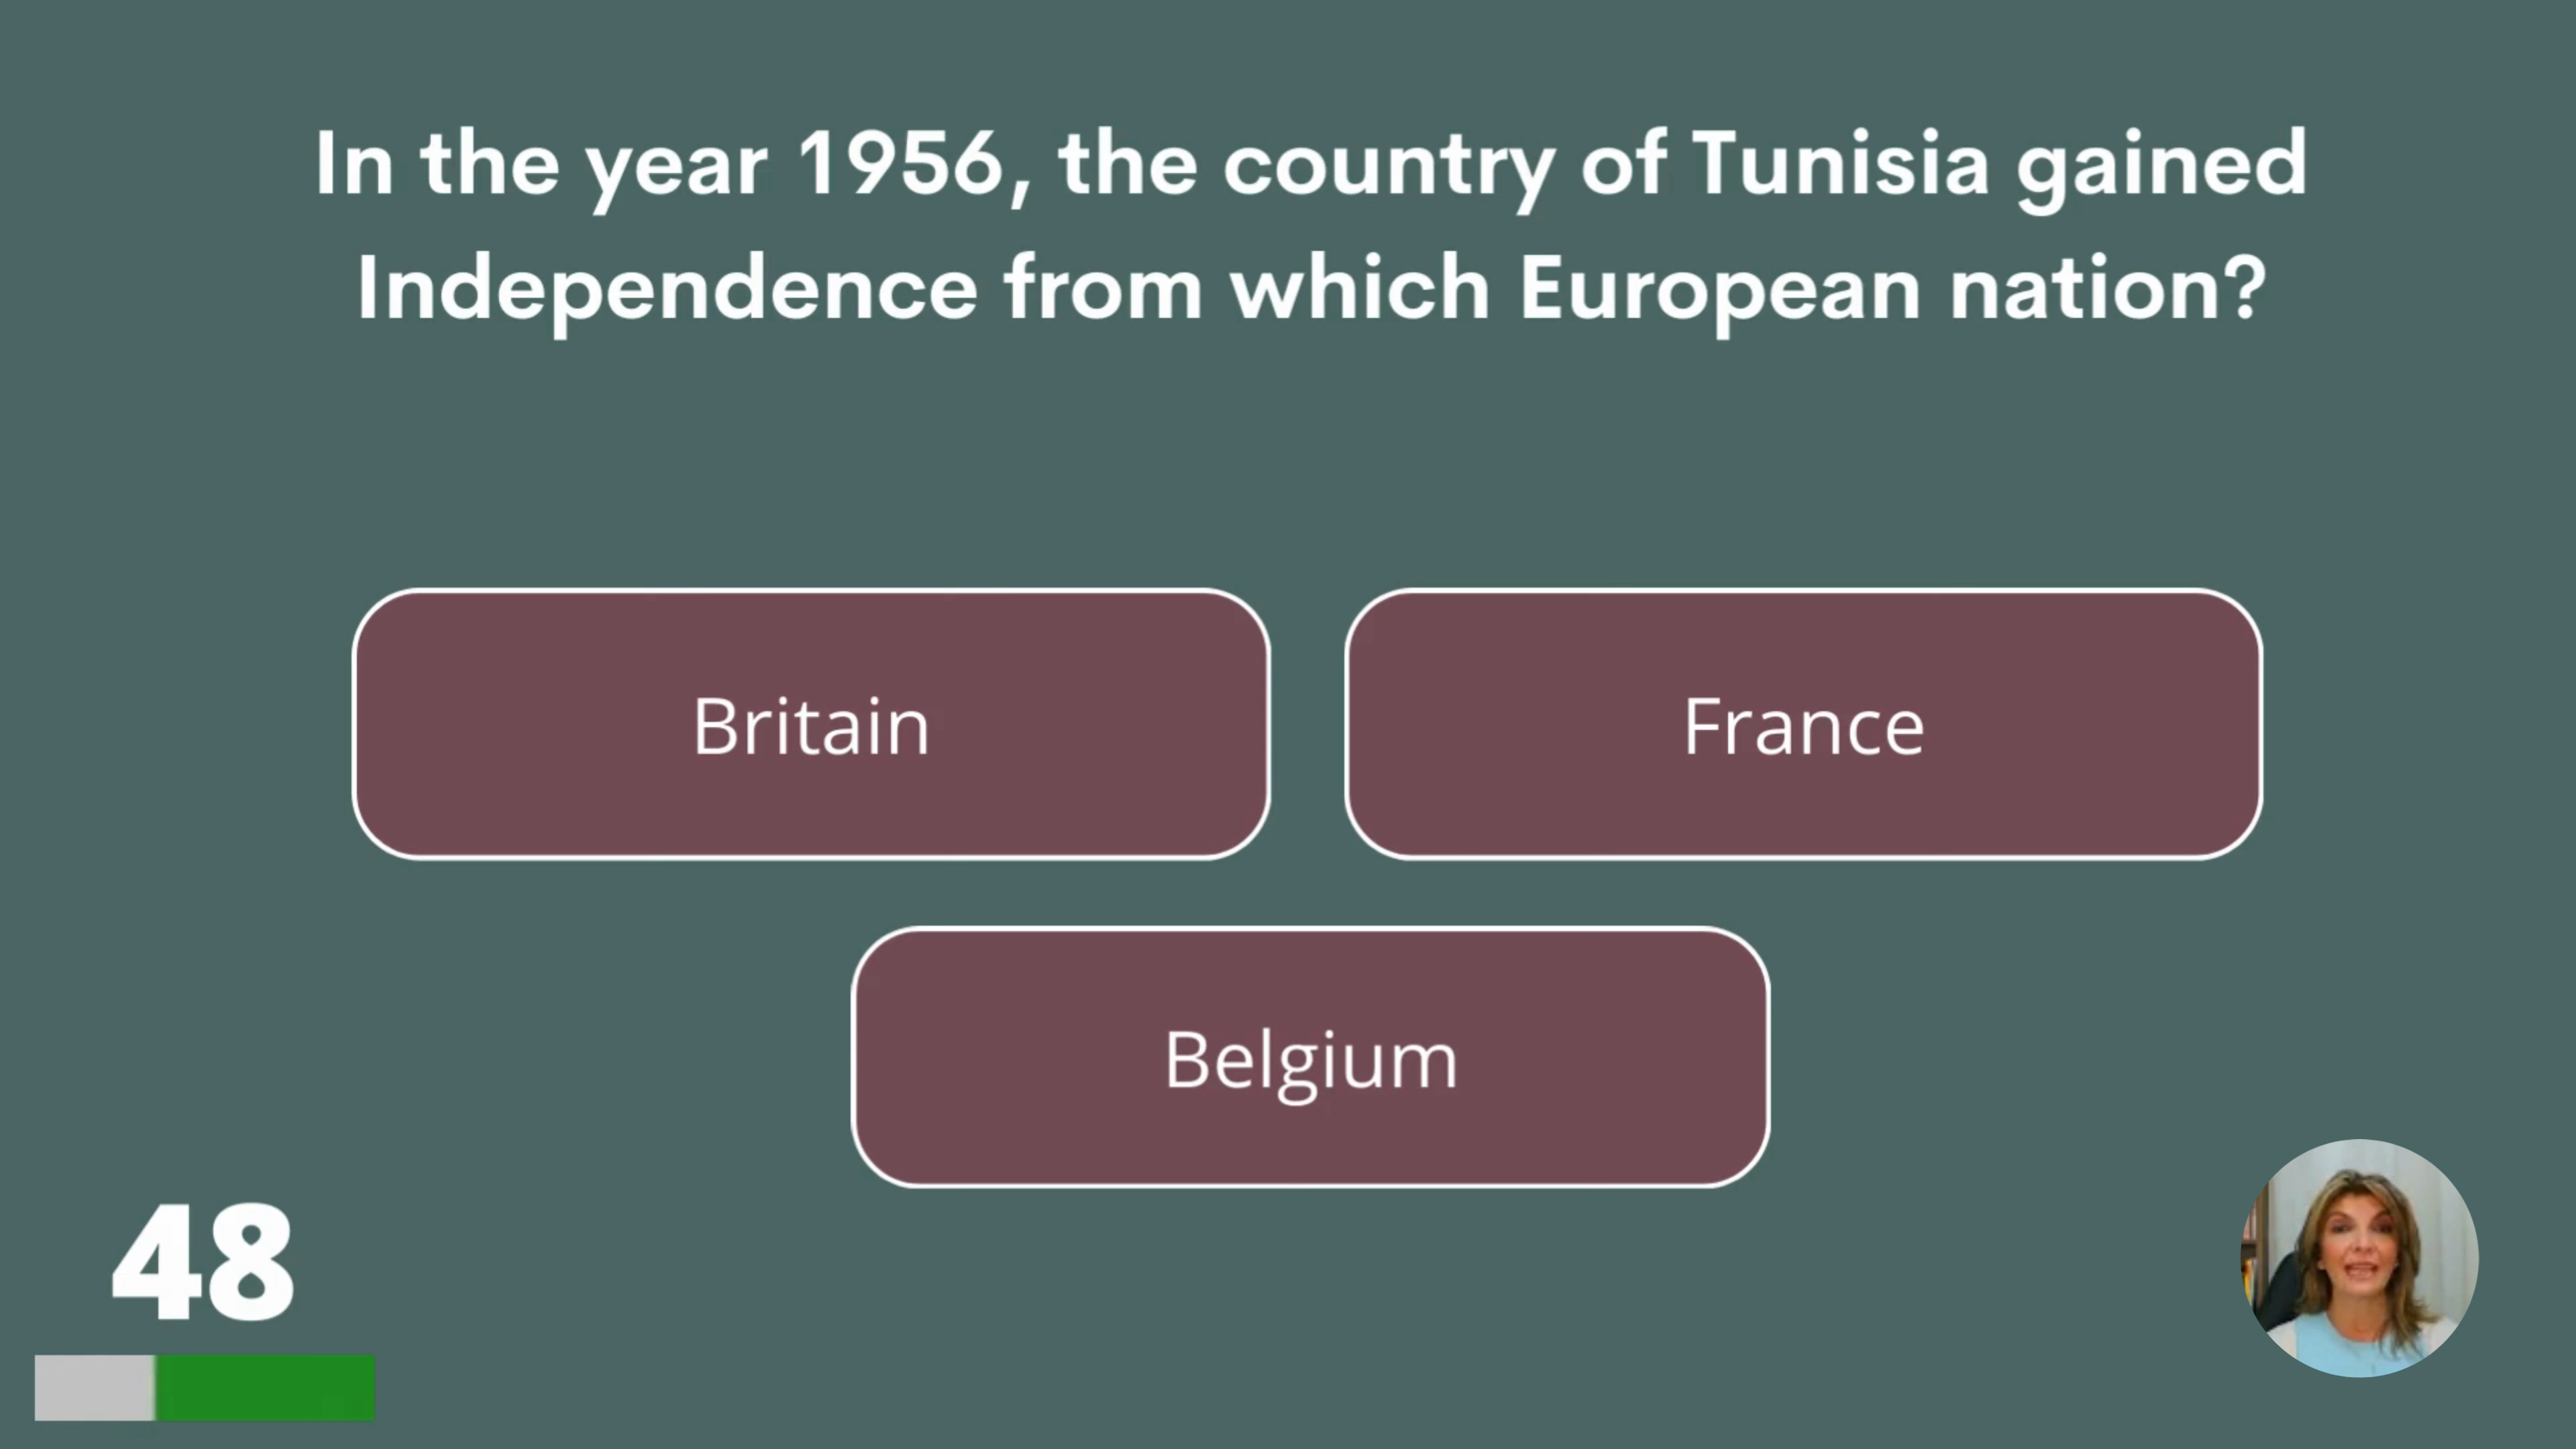 In the year 1956, the country of Tunisia gained
Independence from which European nation?
Britain
France
Belgium
48